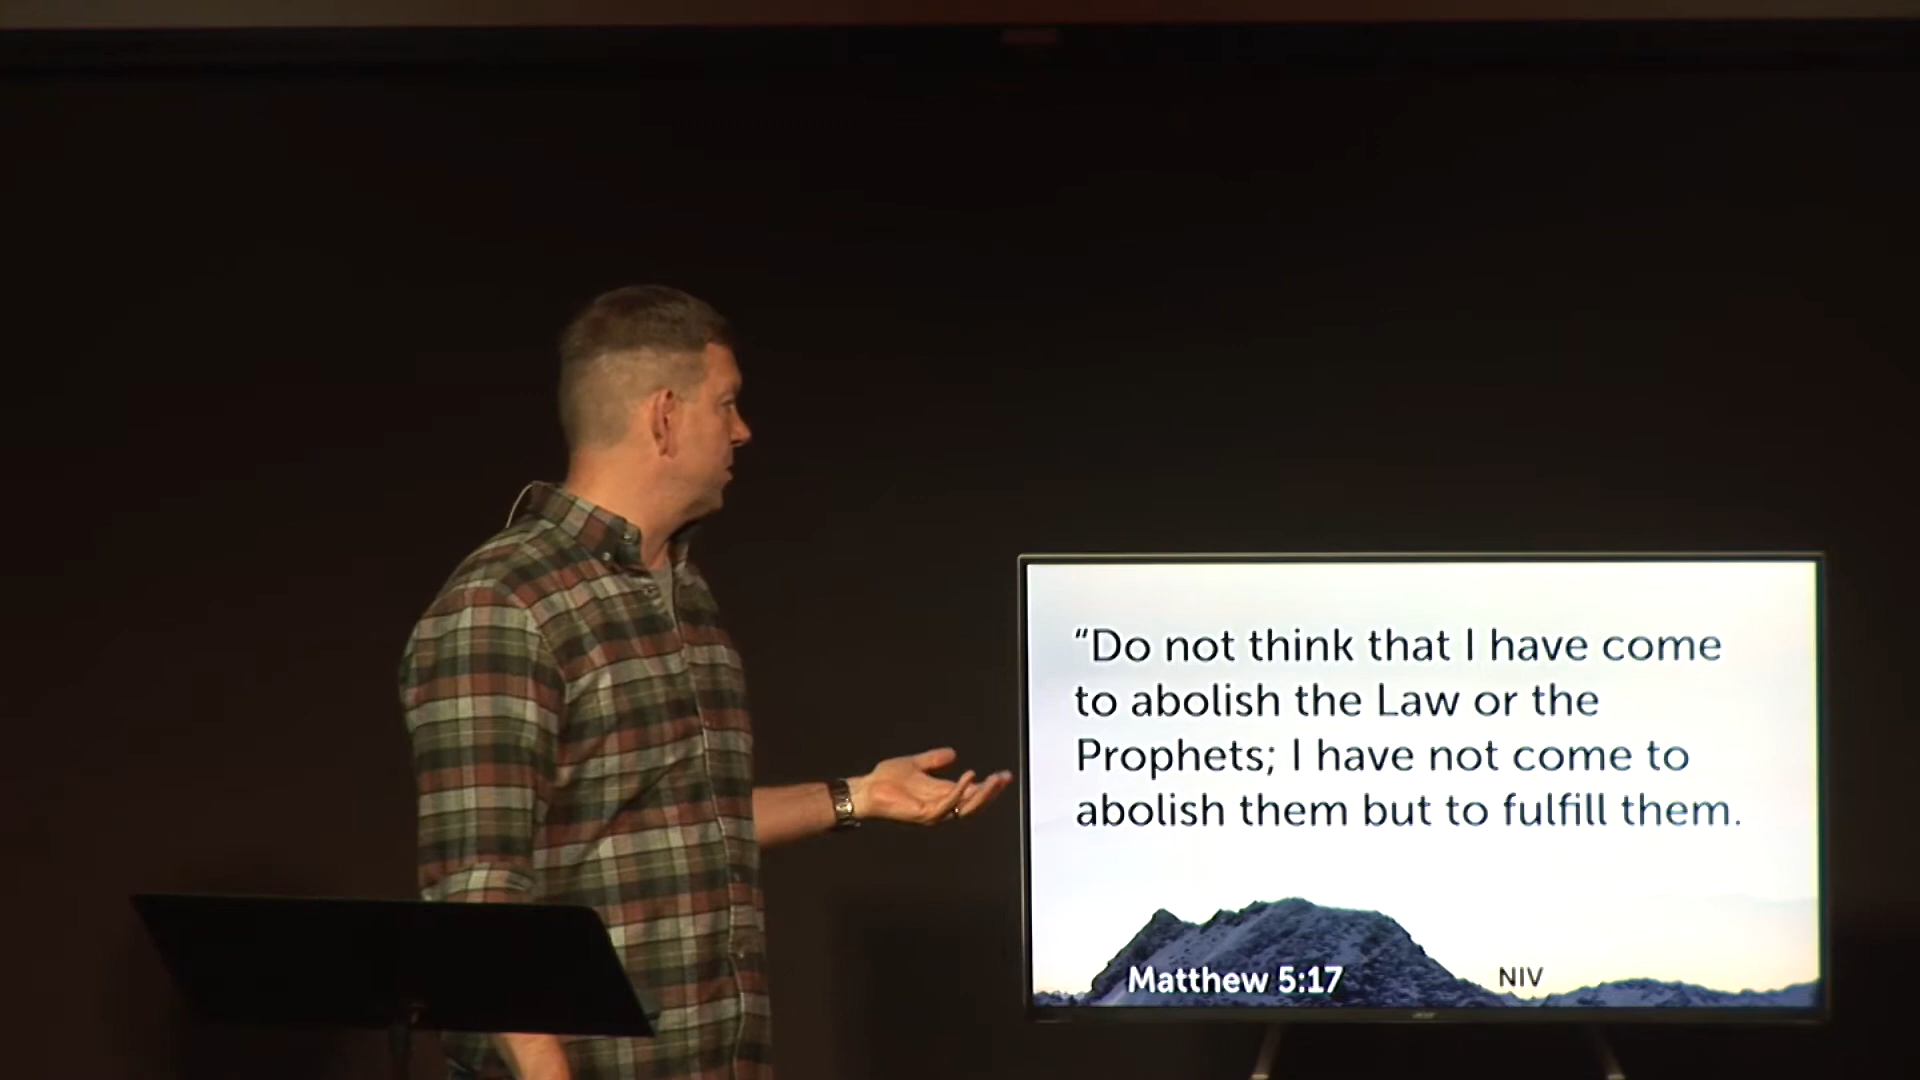 “Do not think that I have come
to abolish the Law or the
Prophets; I have not come to
abolish them but to fulfill them.
Matthew 5:17 NIV
acer